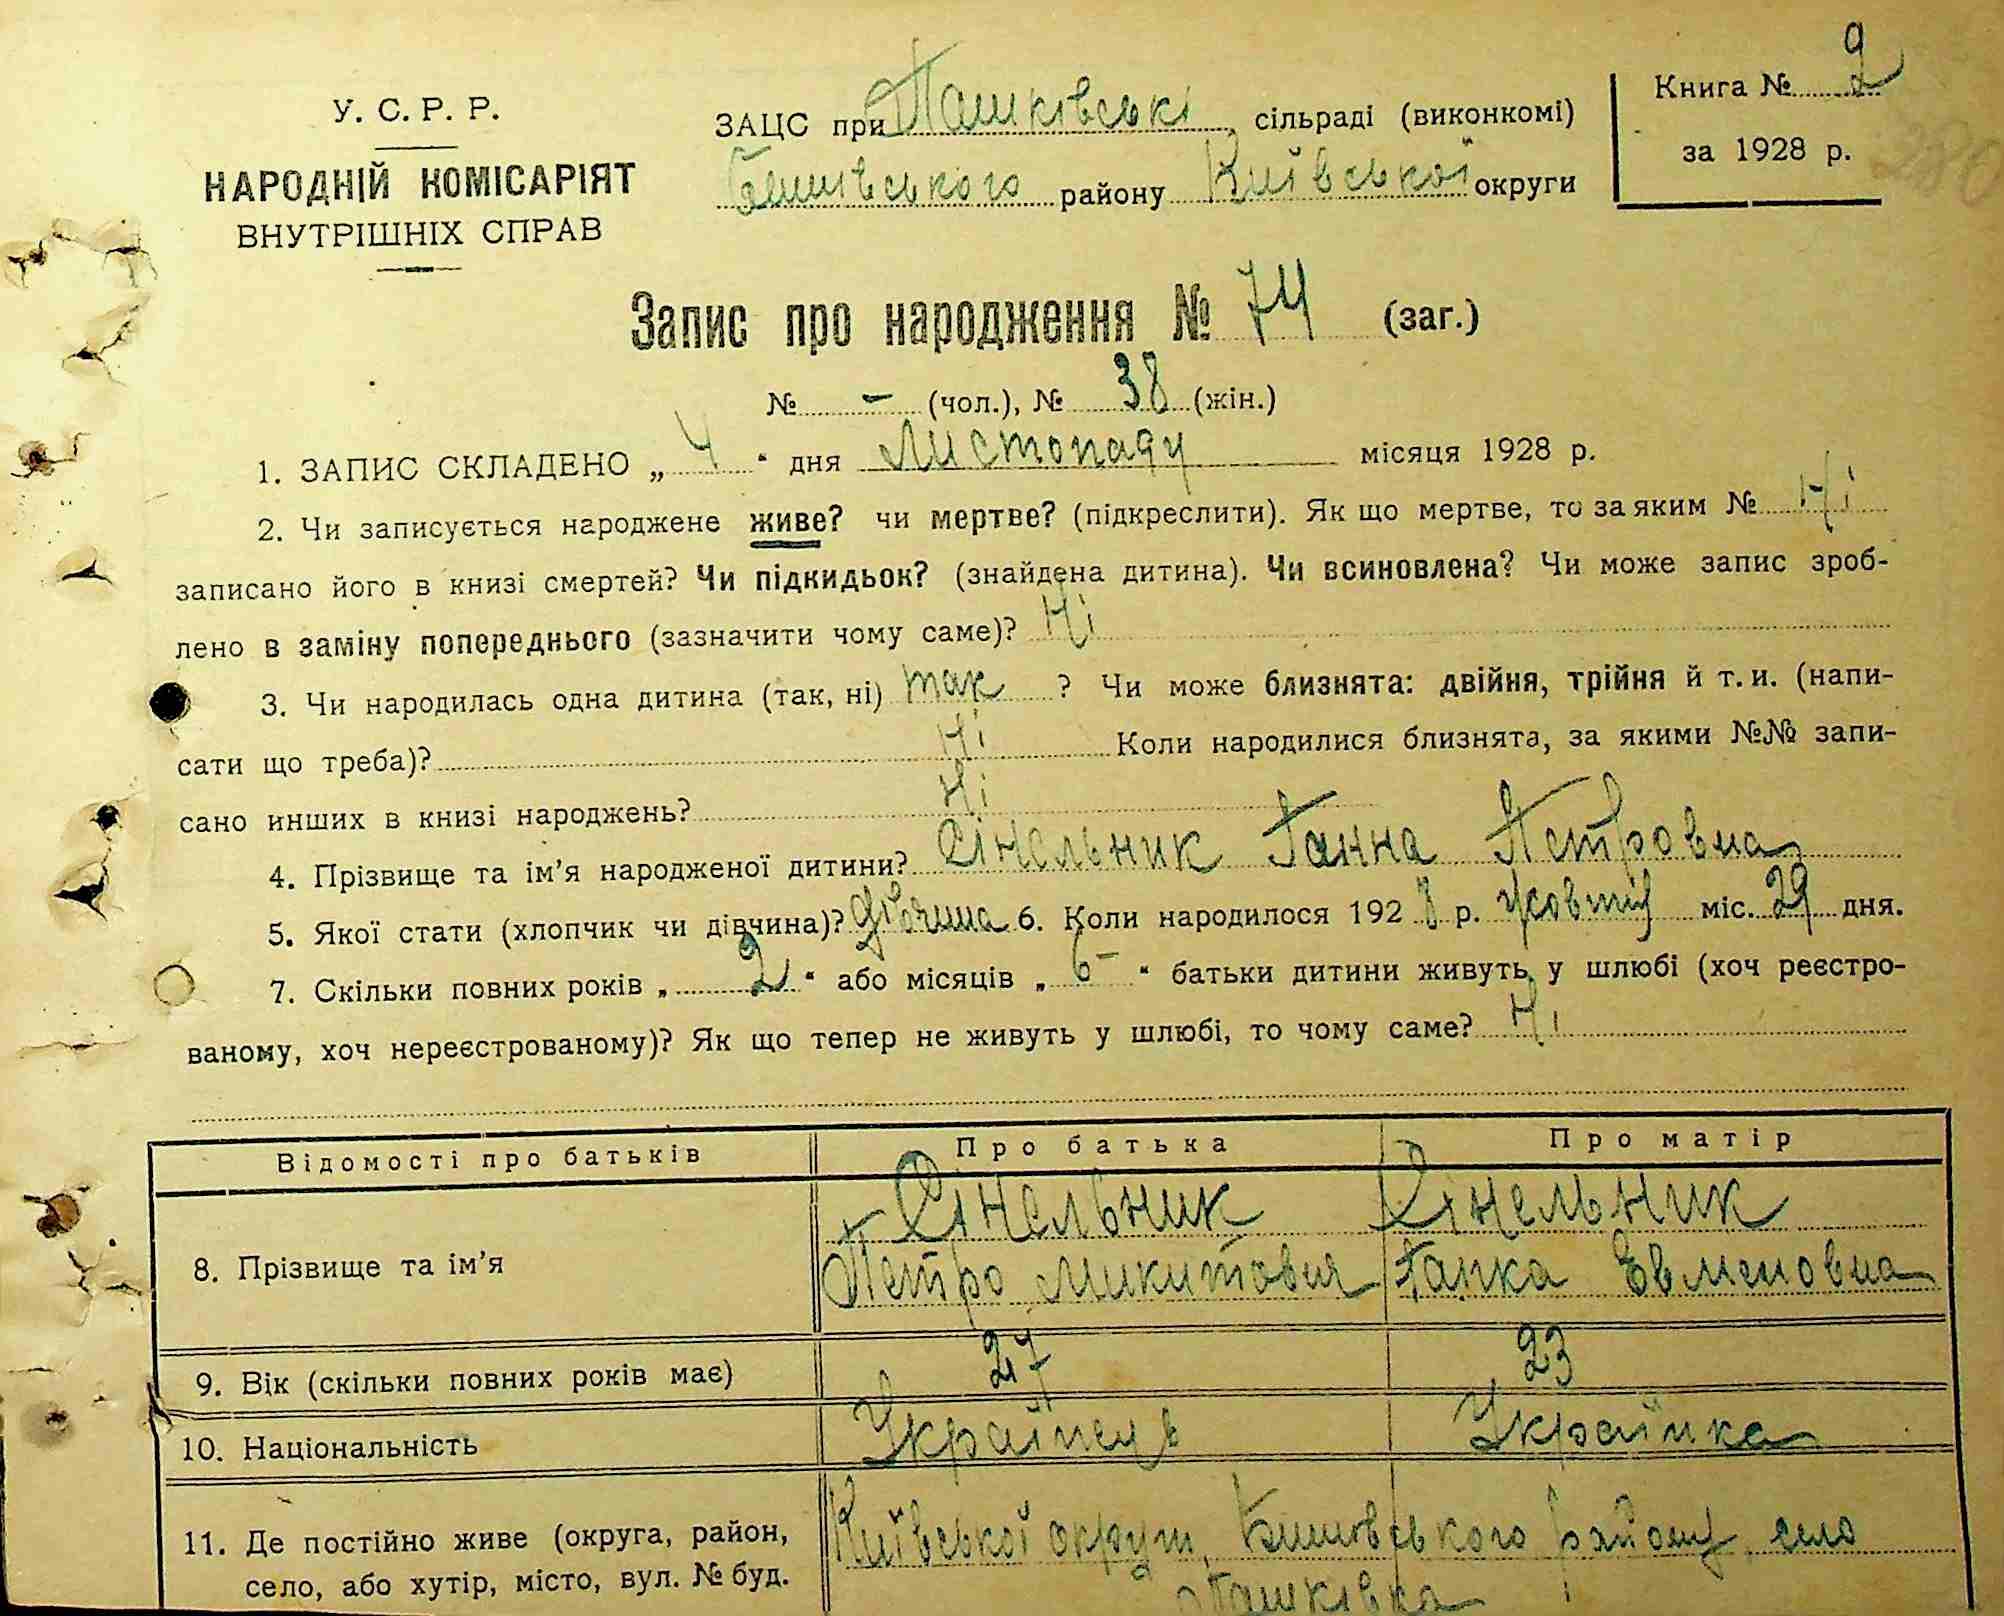 Книга № 2
280
У. С. Р. Р.
ЗАЦС при Пашківські сільраді (виконкомі)
за 1928 р.
НАРОДНІЙ КОМІСАРІЯТ
ВНУТРІШНІХ СПРАВ
Бишівського району Київської округи
Запис про народження № 74 (заг.)
№ - (чол.), № 38 (жін.)
1. ЗАПИС СКЛАДЕНО „ 4 “ дня Листопаду місяця 1928 р.
2. Чи записується народжене живе? чи мертве? (підкреслити). Як що мертве, то за яким № Ні
записано його в книзі смертей? Чи підкидьок? (знайдена дитина). Чи всиновлена? Чи може запис зроб-
лено в заміну попереднього (зазначити чому саме)? Ні
3. Чи народилась одна дитина (так, ні) так ? Чи може близнята: двійня, трійня й т. и. (напи-
сати що треба)? Ні Коли народилися близнята, за якими №№ запи-
сано инших в книзі народжень? Ні
4. Прізвище та ім’я народженої дитини? Сінельник Ганна Петровна
5. Якої стати (хлопчик чи дівчина)? дівчина 6. Коли народилося 192 8 р. Жовтні міс. 29 дня.
7. Скільки повних років „ 2 “ або місяців „ 6 “ батьки дитини живуть у шлюбі (хоч реєстро-
ваному, хоч нереєстрованому)? Як що тепер не живуть у шлюбі, то чому саме? Ні
Відомості про батьків Про батька Про матір
8. Прізвище та ім’я Сінельник Петро Микитович Сінельник Гапка Евменовна
9. Вік (скільки повних років має) 27 23
10. Національність Українець Українка
11. Де постійно живе (округа, район, Київської округи, Бишовського району, село
село, або хутір, місто, вул. № буд. Пашківка